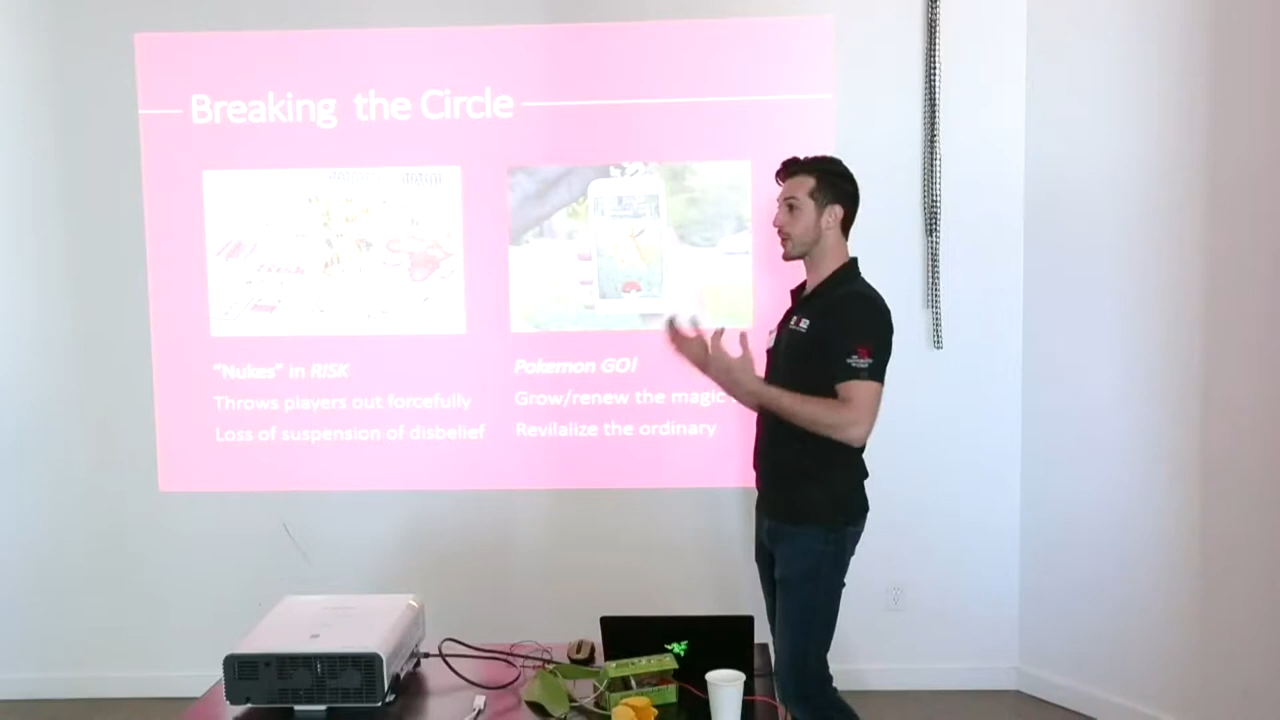 Breaking the Circle
"Nukes" in RISK
Throws players out forcefully
Loss of suspension of disbelief
Pokemon GO!
Grow/renew the magic
Revilalize the ordinary